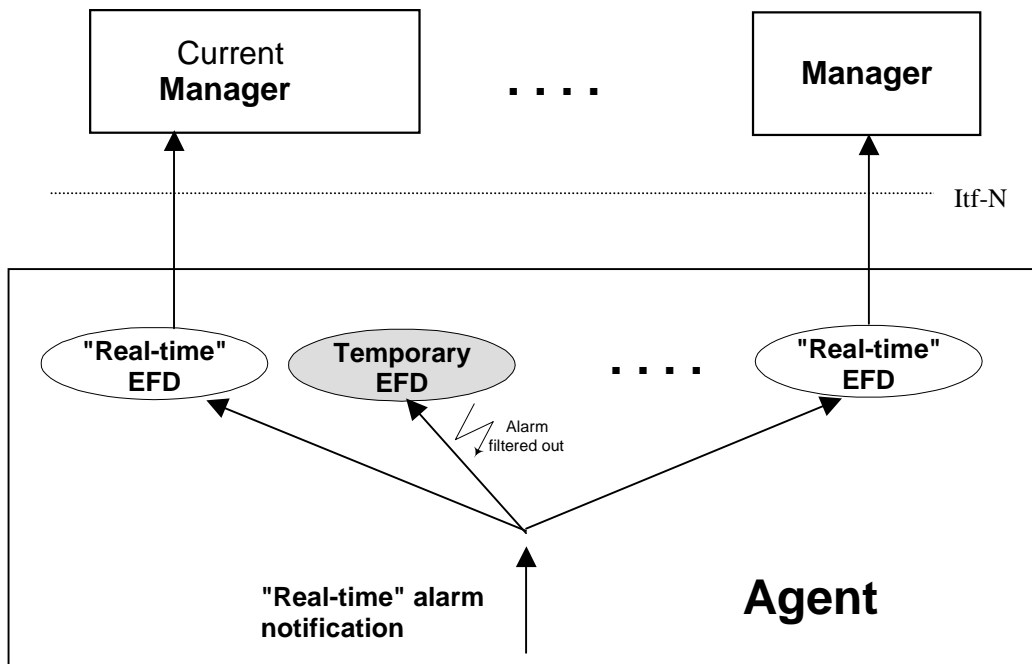 Current
Manager
. . . .
Manager
Itf-N
"Real-time"
EFD
Temporary
EFD
. . . .
"Real-time"
EFD
Alarm
filtered out
"Real-time" alarm
notification
Agent